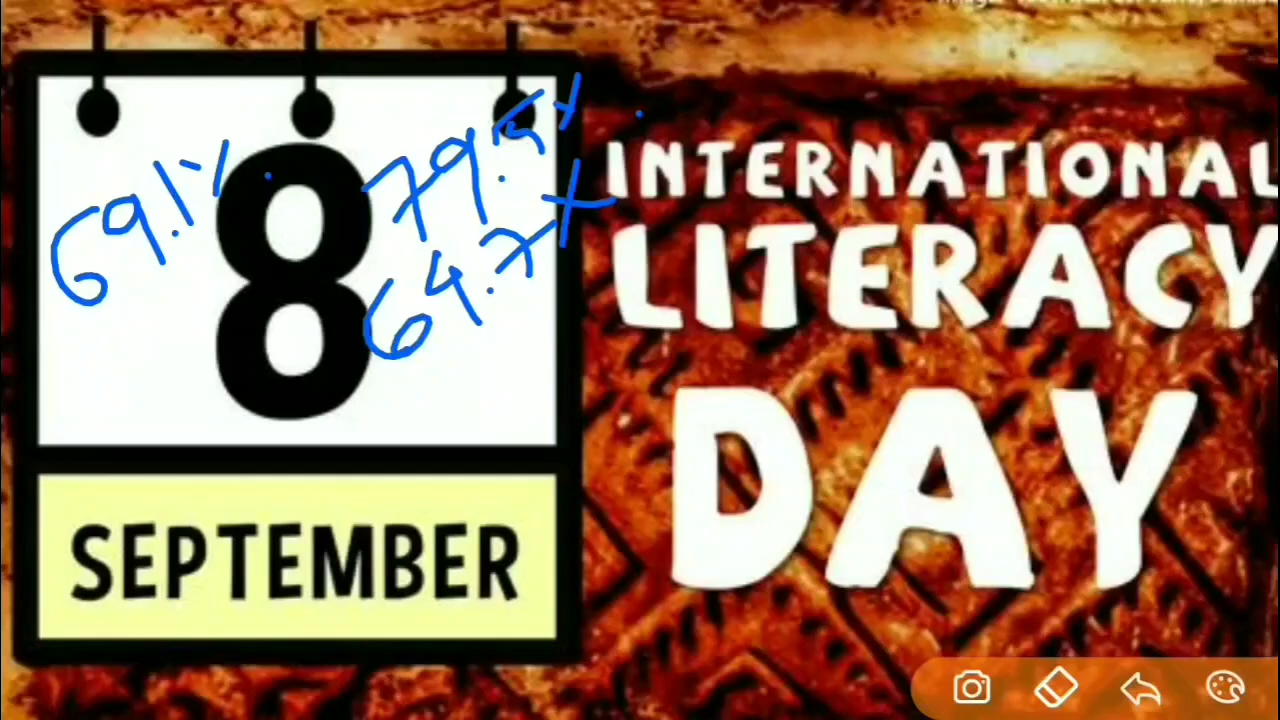 8
SEPTEMBER
69.1
79.5
64.7
INTERNATIONAL
LITERACY
DAY